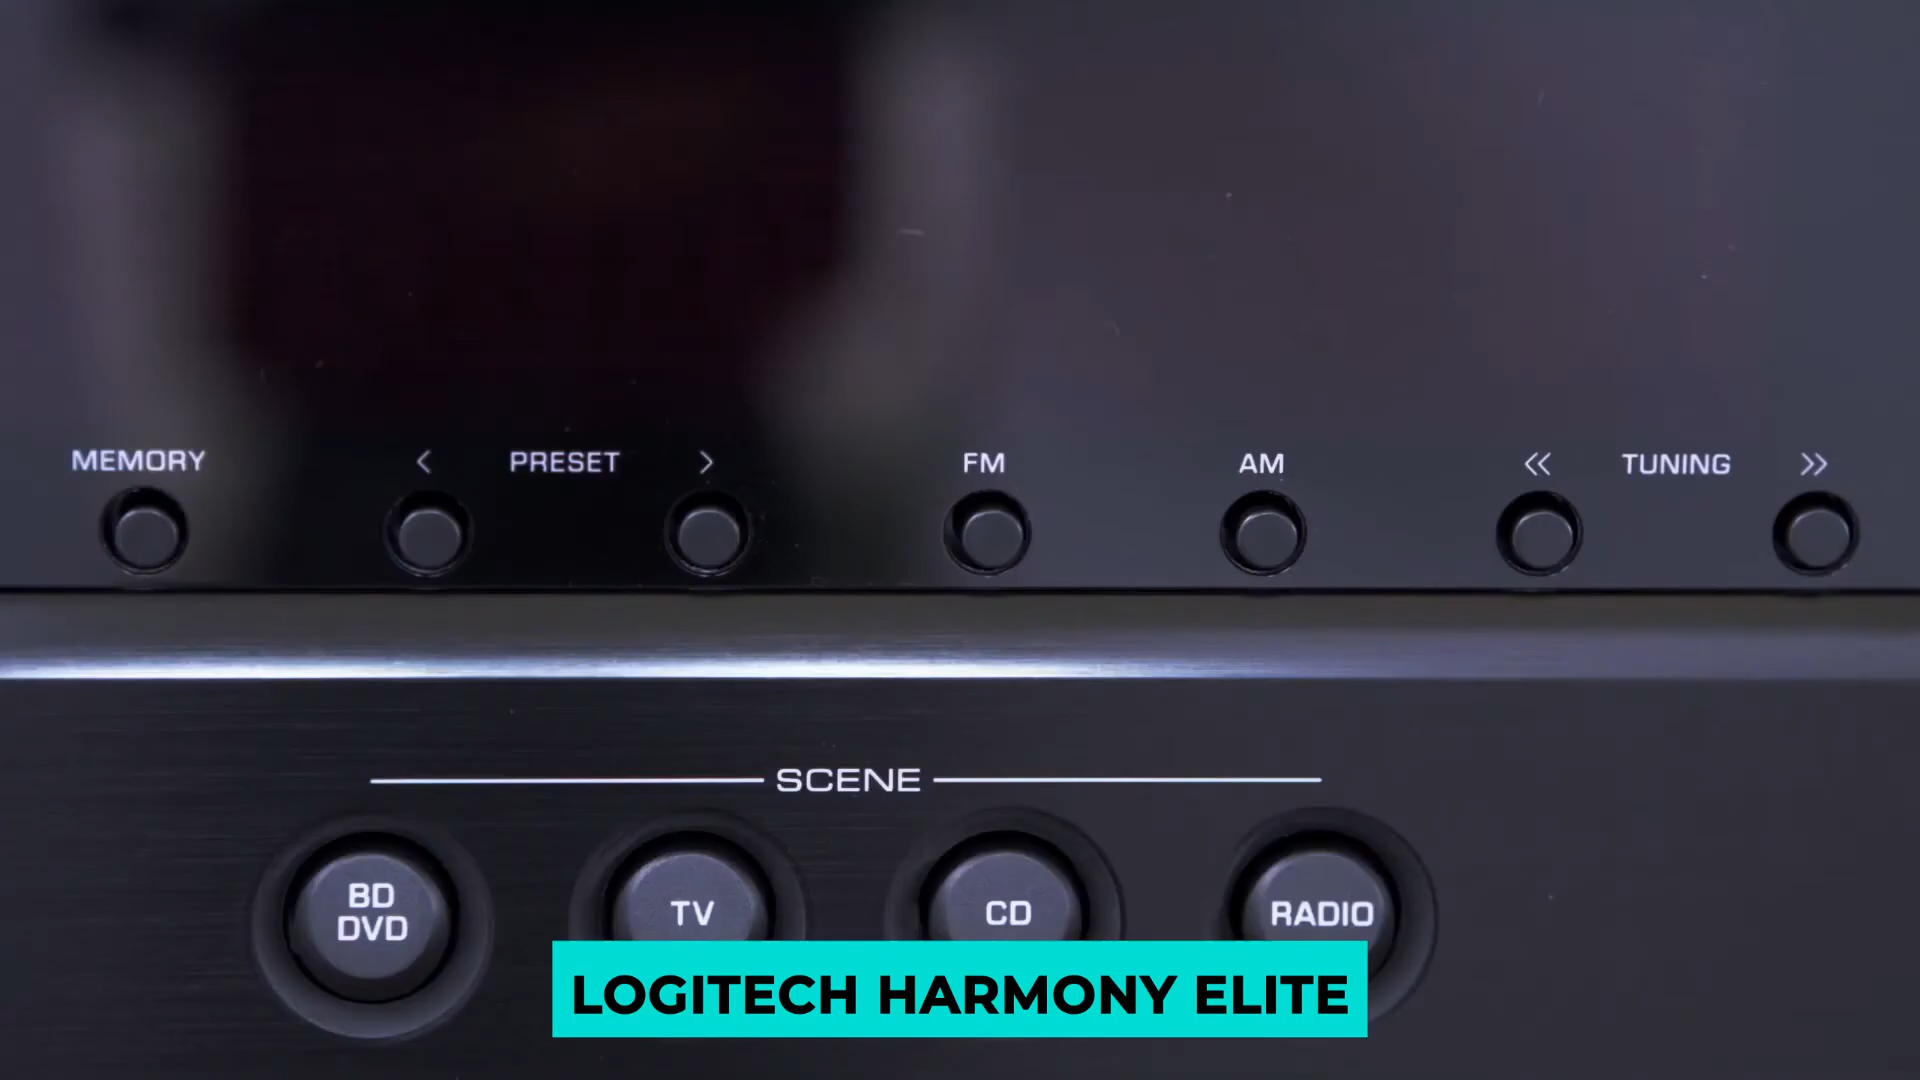 MEMORY < PRESET > FM AM << TUNING >>
SCENE
BD
DVD
TV
CD
RADIO
LOGITECH HARMONY ELITE